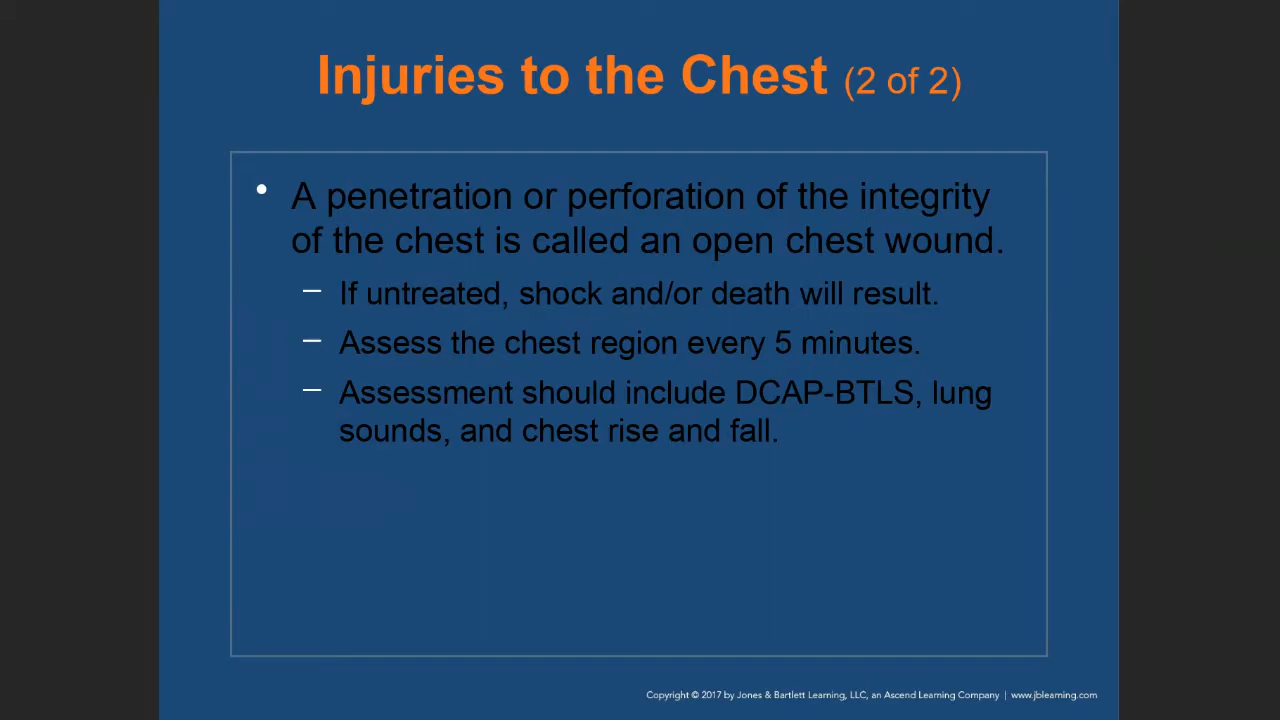 Injuries to the Chest (2 of 2)
• A penetration or perforation of the integrity
of the chest is called an open chest wound.
– If untreated, shock and/or death will result.
– Assess the chest region every 5 minutes.
– Assessment should include DCAP-BTLS, lung
sounds, and chest rise and fall.
Copyright © 2017 by Jones & Bartlett Learning, LLC, an Ascend Learning Company | www.jblearning.com